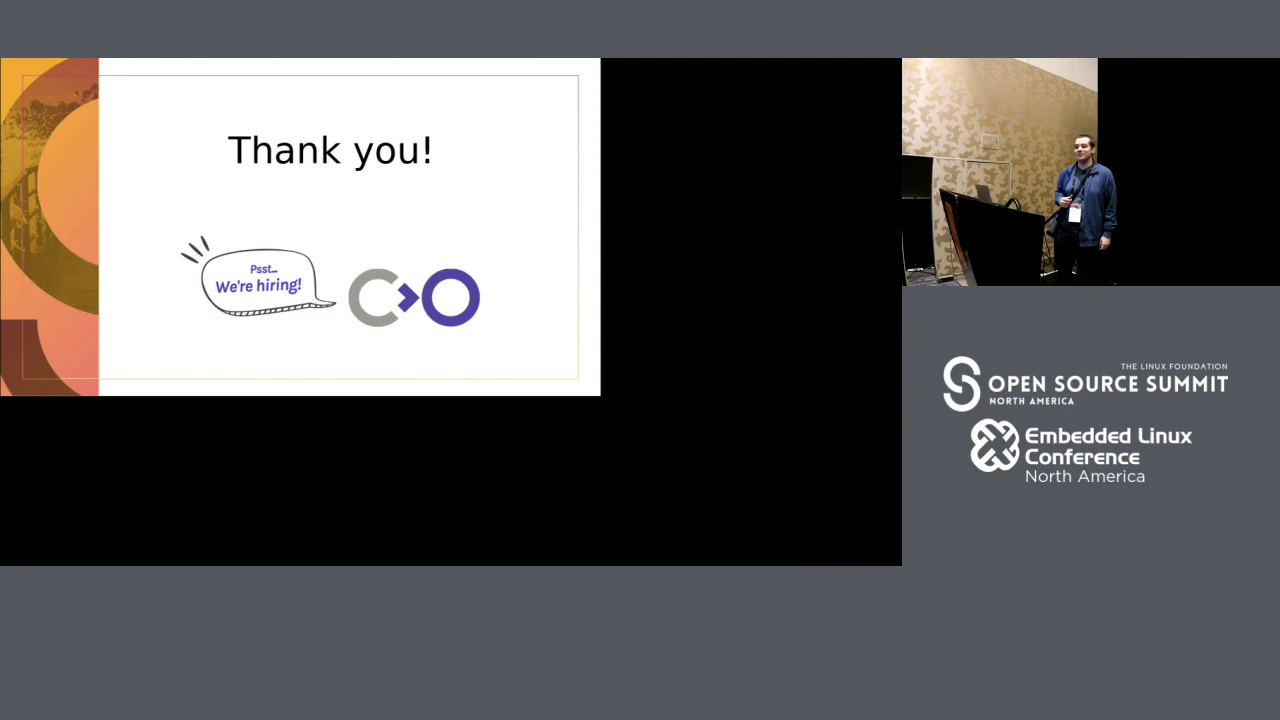 Thank you!
Psst...
We're hiring!
THE LINUX FOUNDATION
OPEN SOURCE SUMMIT
NORTH AMERICA
Embedded Linux
Conference
North America